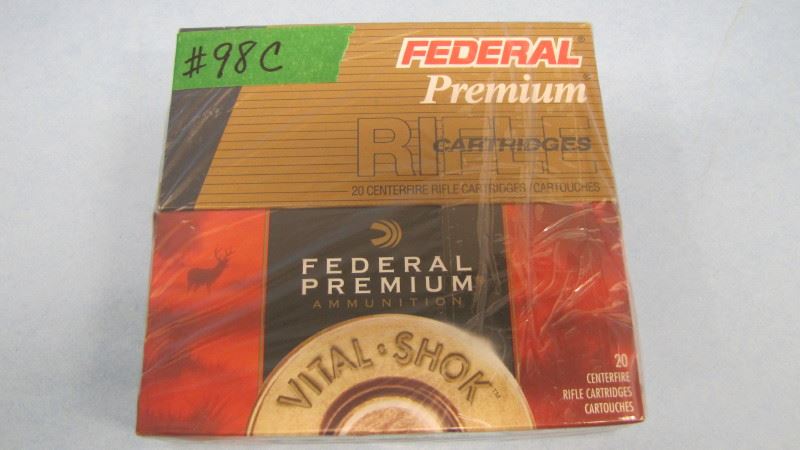 #98C
FEDERAL®
Premium®
RIFLE
CARTRIDGES
20 CENTERFIRE RIFLE CARTRIDGES/CARTOUCHES
FEDERAL
PREMIUM®
AMMUNITION
VITAL·SHOK™
20
CENTERFIRE
RIFLE CARTRIDGES
CARTOUCHES